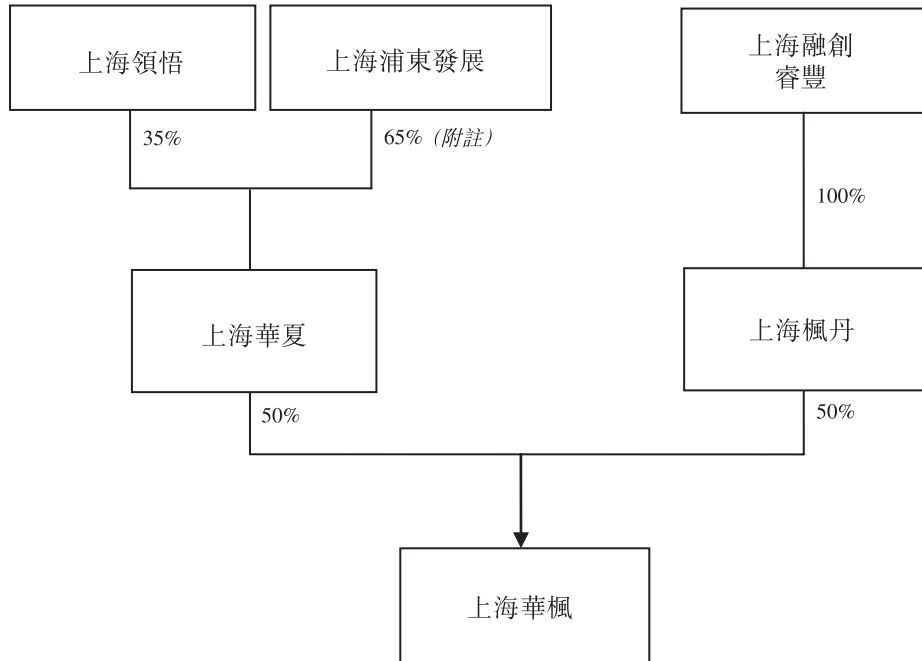 上海領悟
上海浦東發展
上海融創
睿豐
35%
65% (附註)
100%
上海華夏
上海楓丹
50%
50%
上海華楓